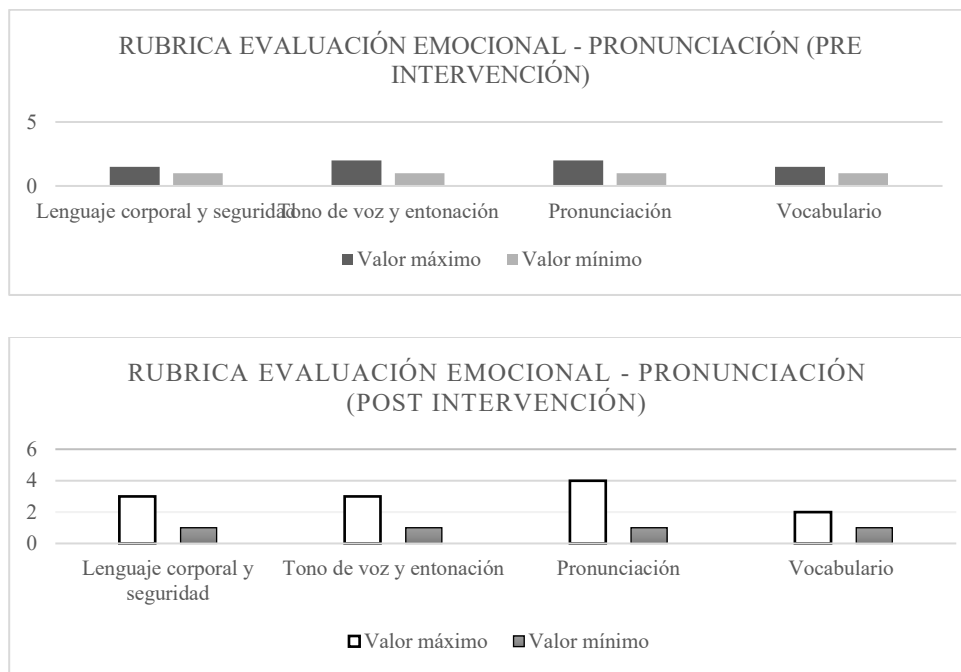 RUBRICA EVALUACIÓN EMOCIONAL - PRONUNCIACIÓN (PRE
INTERVENCIÓN)
5
0
Lenguaje corporal y seguridad Tono de voz y entonación Pronunciación Vocabulario
Valor máximo Valor mínimo
RUBRICA EVALUACIÓN EMOCIONAL - PRONUNCIACIÓN
(POST INTERVENCIÓN)
6
4
2
0
Lenguaje corporal y
seguridad
Tono de voz y entonación
Pronunciación
Vocabulario
Valor máximo Valor mínimo